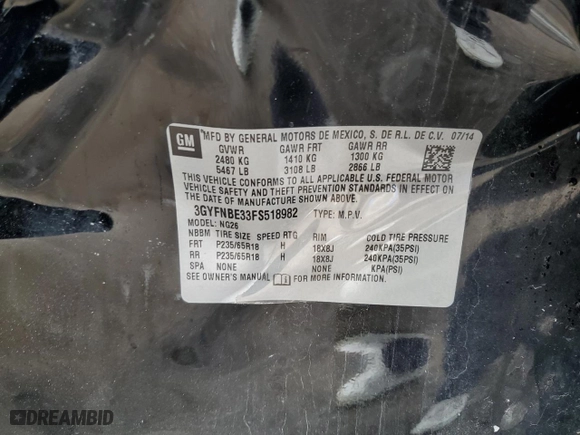 GM
MFD BY GENERAL MOTORS DE MEXICO, S. DE R.L. DE C.V. 07/14
GVWR GAWR FRT GAWR RR
2480 KG 1410 KG 1300 KG
5467 LB 3108 LB 2866 LB
THIS VEHICLE CONFORMS TO ALL APPLICABLE U.S. FEDERAL MOTOR
VEHICLE SAFETY AND THEFT PREVENTION STANDARDS IN EFFECT ON
THE DATE OF MANUFACTURE SHOWN ABOVE.
3GYFNBE33FS518982 TYPE: M.P.V.
MODEL: NG26
NBBM TIRE SIZE SPEED RTG RIM COLD TIRE PRESSURE
FRT P235/65R18 H 18X8J 240KPA(35PSI)
RR P235/65R18 H 18X8J 240KPA(35PSI)
SPA NONE NONE KPA(PSI)
SEE OWNER'S MANUAL FOR MORE INFORMATION.
DREAMBID